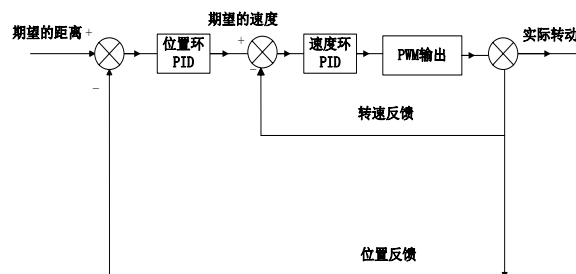 期望的距离
+
−
位置环
PID
期望的速度
+
−
速度环
PID
PWM输出
实际转动
转速反馈
位置反馈